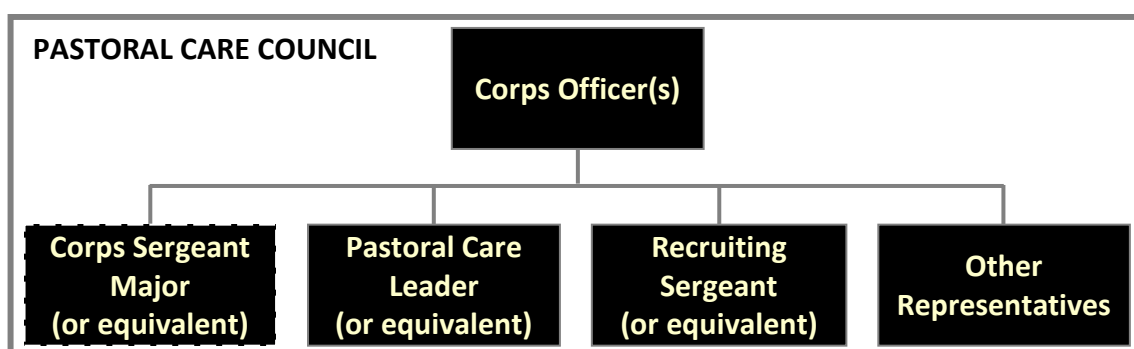 PASTORAL CARE COUNCIL
Corps Officer(s)
Corps Sergeant
Major
(or equivalent)
Pastoral Care
Leader
(or equivalent)
Recruiting
Sergeant
(or equivalent)
Other
Representatives